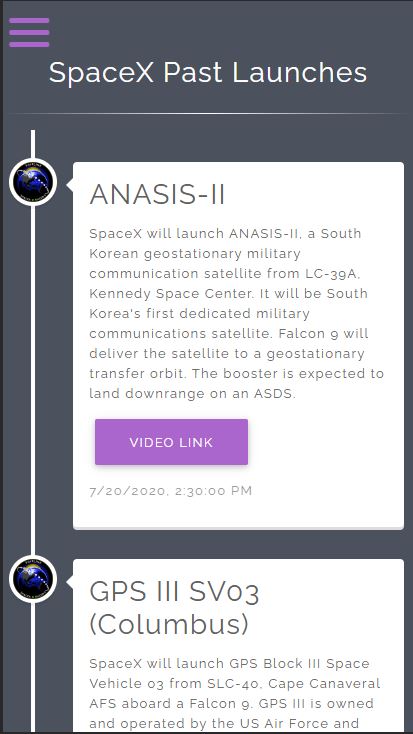 SpaceX Past Launches
ANASIS-II
SpaceX will launch ANASIS-II, a South
Korean geostationary military
communication satellite from LC-39A,
Kennedy Space Center. It will be South
Korea's first dedicated military
communications satellite. Falcon 9 will
deliver the satellite to a geostationary
transfer orbit. The booster is expected to
land downrange on an ASDS.
VIDEO LINK
7/20/2020, 2:30:00 PM
GPS III SV03
(Columbus)
SpaceX will launch GPS Block III Space
Vehicle 03 from SLC-40, Cape Canaveral
AFS aboard a Falcon 9. GPS III is owned
and operated by the US Air Force and